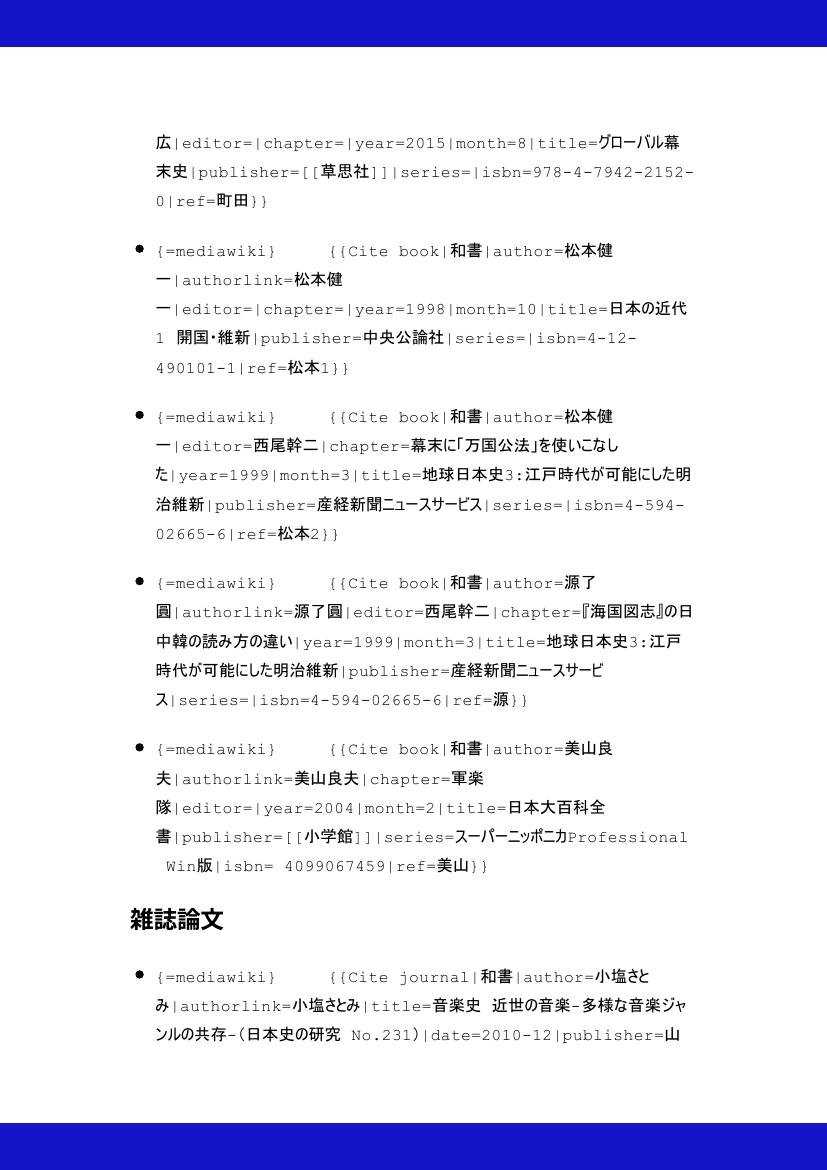 広|editor=|chapter=|year=2015|month=8|title=グローバル幕
末史|publisher=[[草思社]]|series=|isbn=978-4-7942-2152-
0|ref=町田}}
● {=mediawiki} {{Cite book|和書|author=松本健
一|authorlink=松本健
一|editor=|chapter=|year=1998|month=10|title=日本の近代
1 開国・維新|publisher=中央公論社|series=|isbn=4-12-
490101-1|ref=松本1}}
● {=mediawiki} {{Cite book|和書|author=松本健
一|editor=西尾幹二|chapter=幕末に「万国公法」を使いこなし
た|year=1999|month=3|title=地球日本史3:江戸時代が可能にした明
治維新|publisher=産経新聞ニュースサービス|series=|isbn=4-594-
02665-6|ref=松本2}}
● {=mediawiki} {{Cite book|和書|author=源了
圓|authorlink=源了圓|editor=西尾幹二|chapter=『海国図志』の日
中韓の読み方の違い|year=1999|month=3|title=地球日本史3:江戸
時代が可能にした明治維新|publisher=産経新聞ニュースサービ
ス|series=|isbn=4-594-02665-6|ref=源}}
● {=mediawiki} {{Cite book|和書|author=美山良
夫|authorlink=美山良夫|chapter=軍楽
隊|editor=|year=2004|month=2|title=日本大百科全
書|publisher=[[小学館]]|series=スーパーニッポニカProfessional
Win版|isbn= 4099067459|ref=美山}}
雑誌論文
● {=mediawiki} {{Cite journal|和書|author=小塩さと
み|authorlink=小塩さとみ|title=音楽史 近世の音楽-多様な音楽ジャ
ンルの共存-(日本史の研究 No.231)|date=2010-12|publisher=山